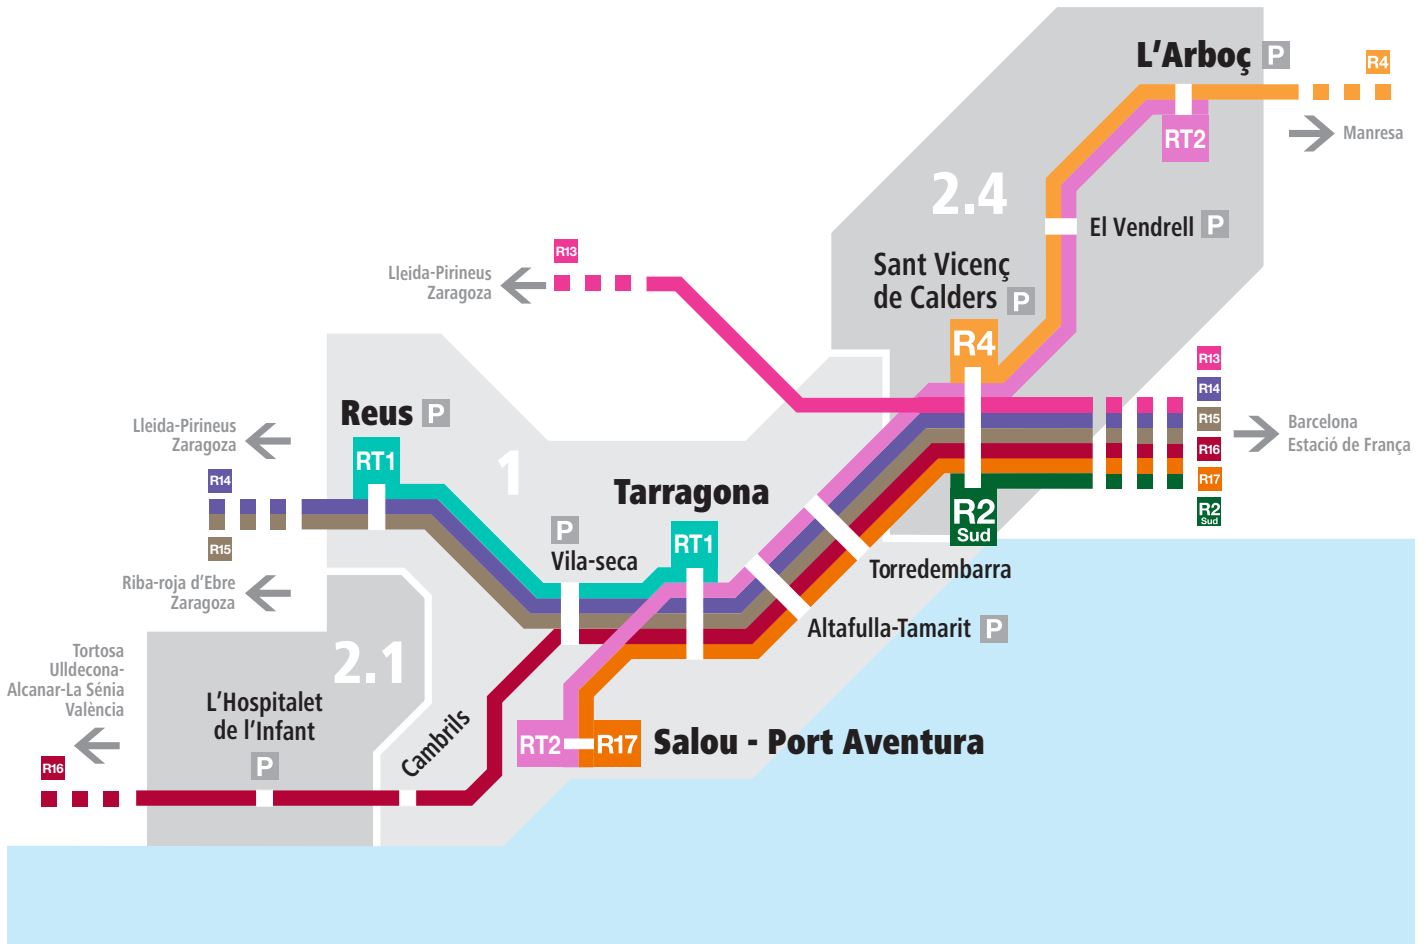 L'Arboç P
R4
RT2
Manresa
2.4
El Vendrell P
R13
Lleida-Pirineus
Zaragoza
Sant Vicenç
de Calders P
R4
R13
R14
R15
R16
R17
R2
Sud
Barcelona
Estació de França
Reus P
Lleida-Pirineus
Zaragoza
RT1
1
R14
R15
Tarragona
RT1
R2
Sud
P
Vila-seca
Torredembarra
Riba-roja d'Ebre
Zaragoza
Altafulla-Tamarit P
2.1
Tortosa
Ulldecona-
Alcanar-La Sénia
València
L'Hospitalet
de l'Infant
P
Cambrils
RT2
R17
Salou - Port Aventura
R16